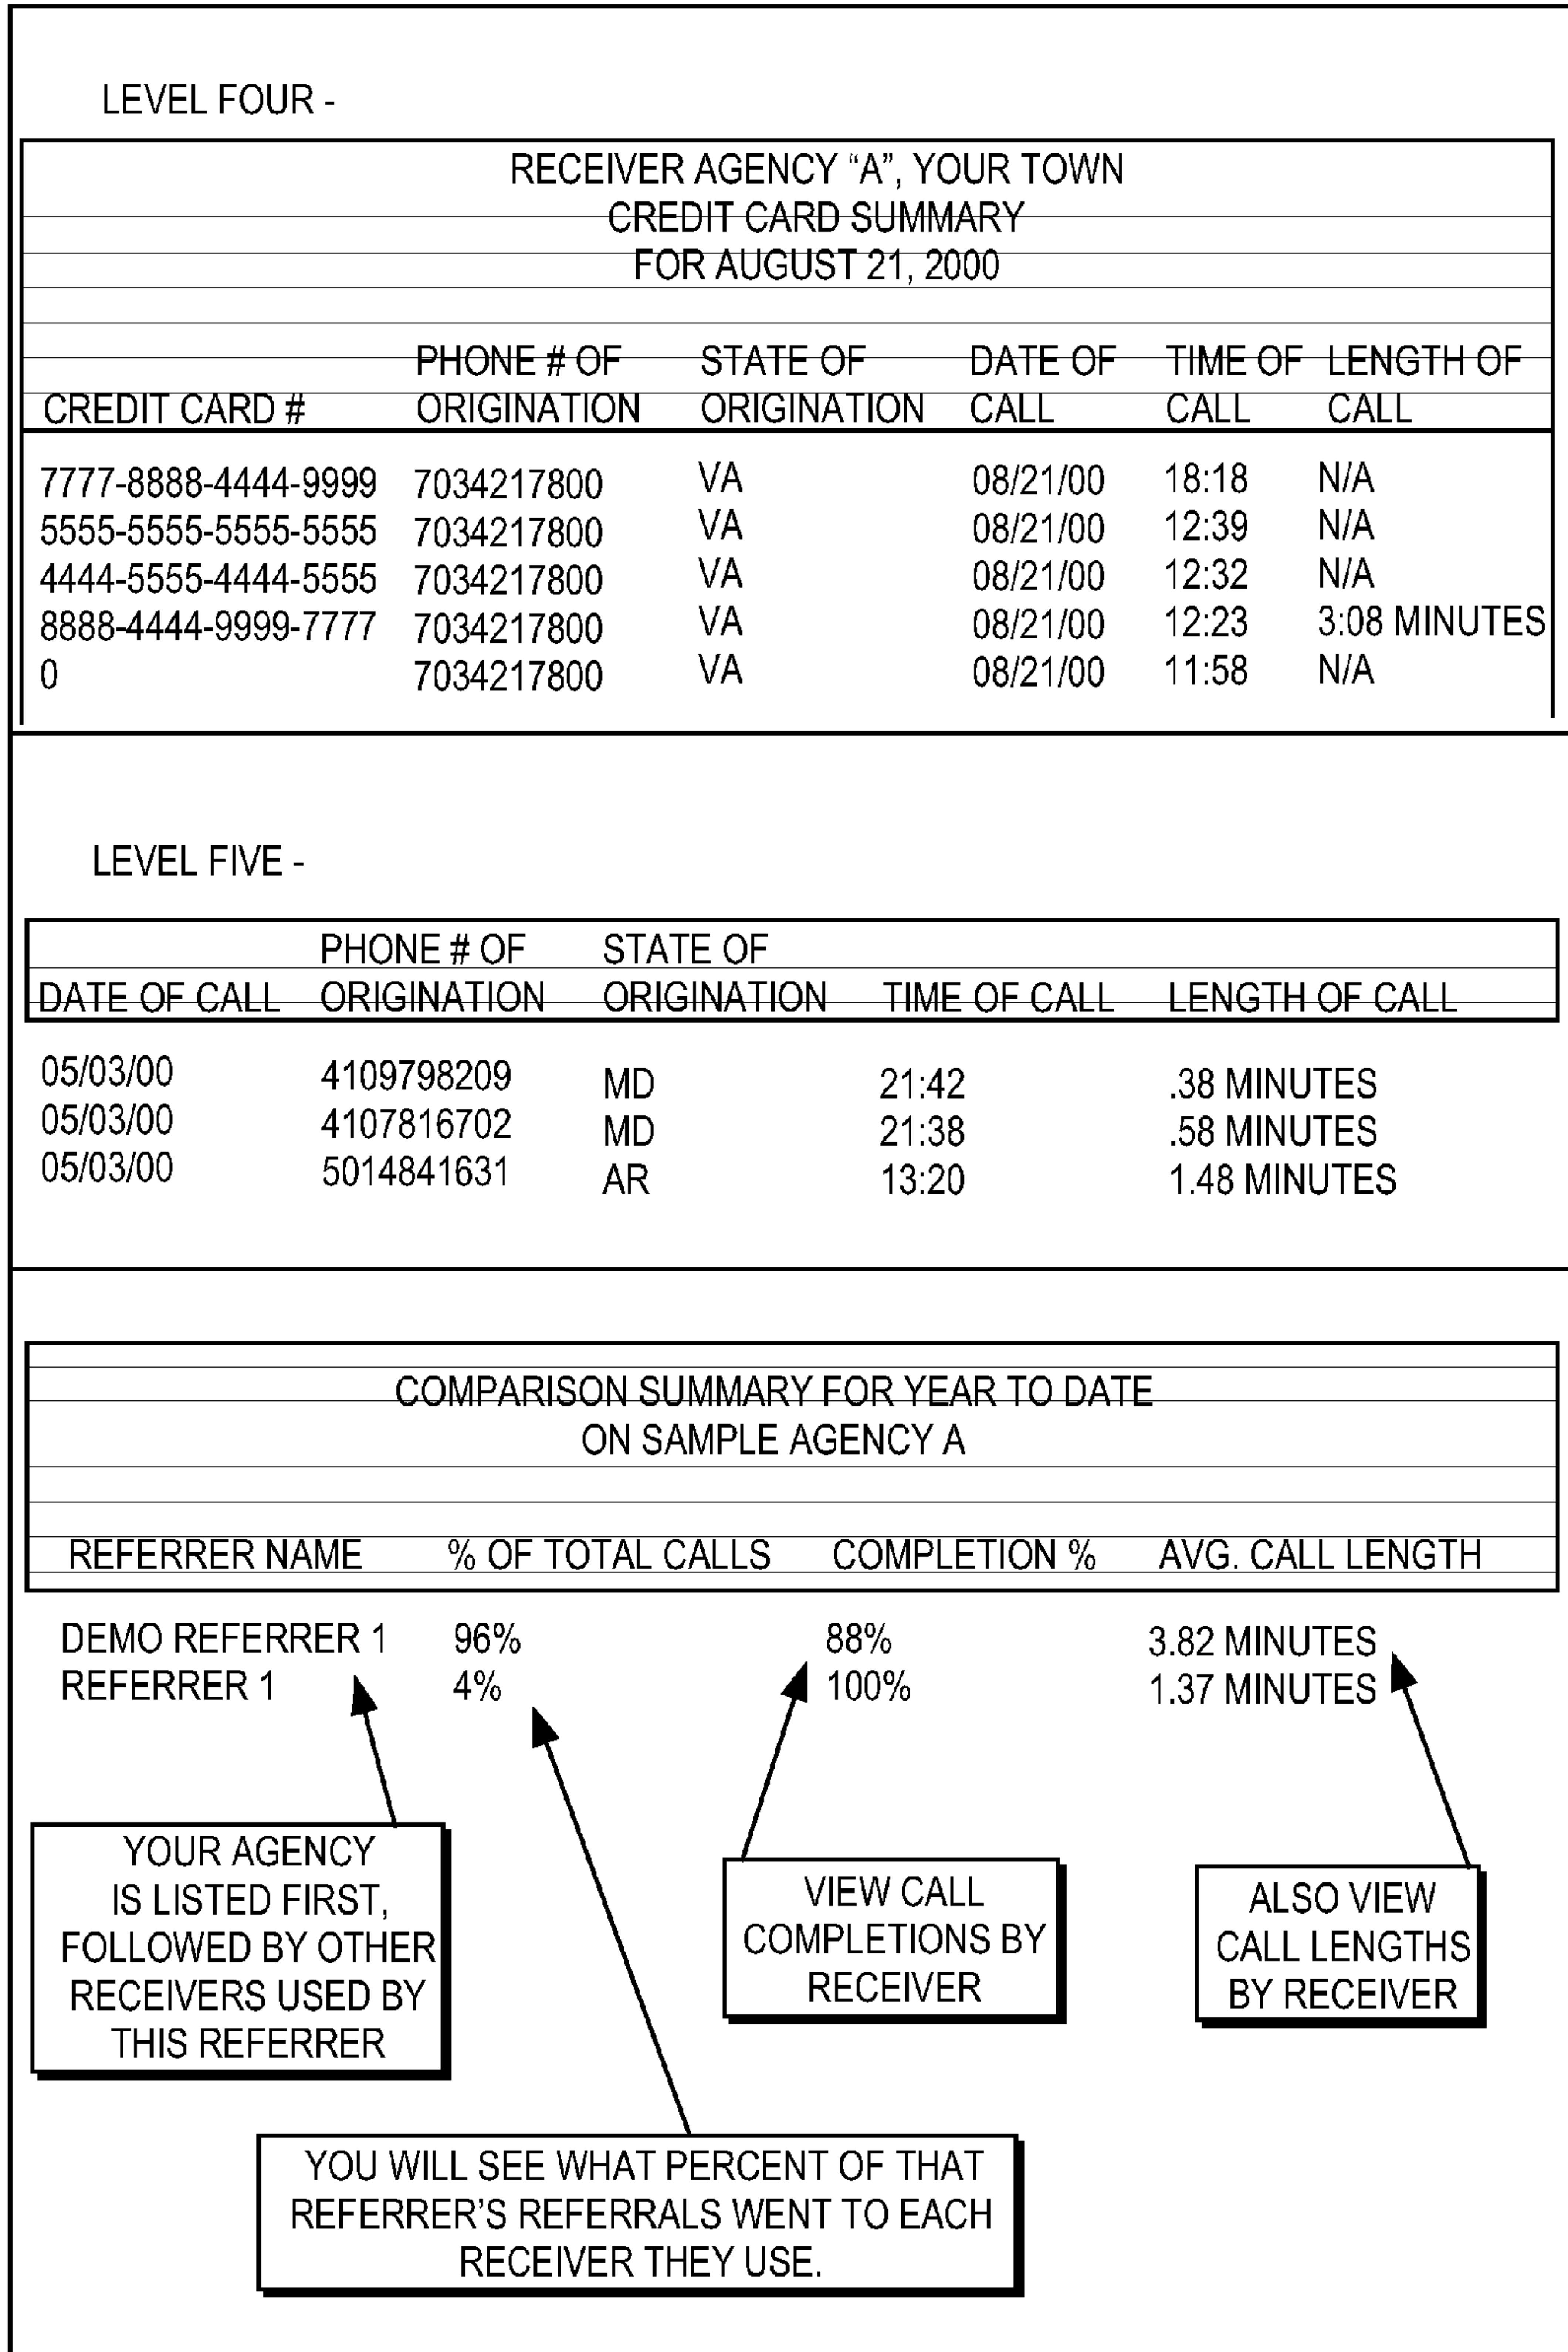 LEVEL FOUR -
RECEIVER AGENCY “A”, YOUR TOWN
CREDIT CARD SUMMARY
FOR AUGUST 21, 2000
PHONE # OF STATE OF DATE OF TIME OF LENGTH OF
CREDIT CARD # ORIGINATION ORIGINATION CALL CALL CALL
7777-8888-4444-9999 7034217800 VA 08/21/00 18:18 N/A
5555-5555-5555-5555 7034217800 VA 08/21/00 12:39 N/A
4444-5555-4444-5555 7034217800 VA 08/21/00 12:32 N/A
8888-4444-9999-7777 7034217800 VA 08/21/00 12:23 3:08 MINUTES
0 7034217800 VA 08/21/00 11:58 N/A
LEVEL FIVE -
PHONE # OF STATE OF
DATE OF CALL ORIGINATION ORIGINATION TIME OF CALL LENGTH OF CALL
05/03/00 4109798209 MD 21:42 .38 MINUTES
05/03/00 4107816702 MD 21:38 .58 MINUTES
05/03/00 5014841631 AR 13:20 1.48 MINUTES
COMPARISON SUMMARY FOR YEAR TO DATE
ON SAMPLE AGENCY A
REFERRER NAME % OF TOTAL CALLS COMPLETION % AVG. CALL LENGTH
DEMO REFERRER 1 96% 88% 3.82 MINUTES
REFERRER 1 4% 100% 1.37 MINUTES
YOUR AGENCY
IS LISTED FIRST,
FOLLOWED BY OTHER
RECEIVERS USED BY
THIS REFERRER
VIEW CALL
COMPLETIONS BY
RECEIVER
ALSO VIEW
CALL LENGTHS
BY RECEIVER
YOU WILL SEE WHAT PERCENT OF THAT
REFERRER’S REFERRALS WENT TO EACH
RECEIVER THEY USE.